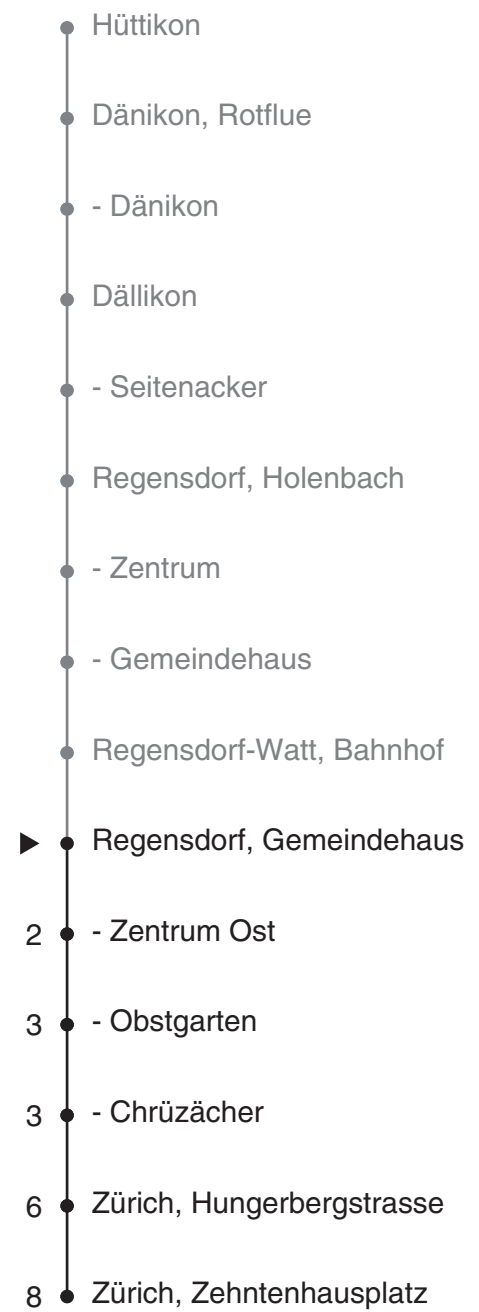 Hüttikon
Dänikon, Rotflue
- Dänikon
Dällikon
- Seitenacker
Regensdorf, Holenbach
- Zentrum
- Gemeindehaus
Regensdorf-Watt, Bahnhof
Regensdorf, Gemeindehaus
2 - Zentrum Ost
3 - Obstgarten
3 - Chrüzächer
6 Zürich, Hungerbergstrasse
8 Zürich, Zehntenhausplatz